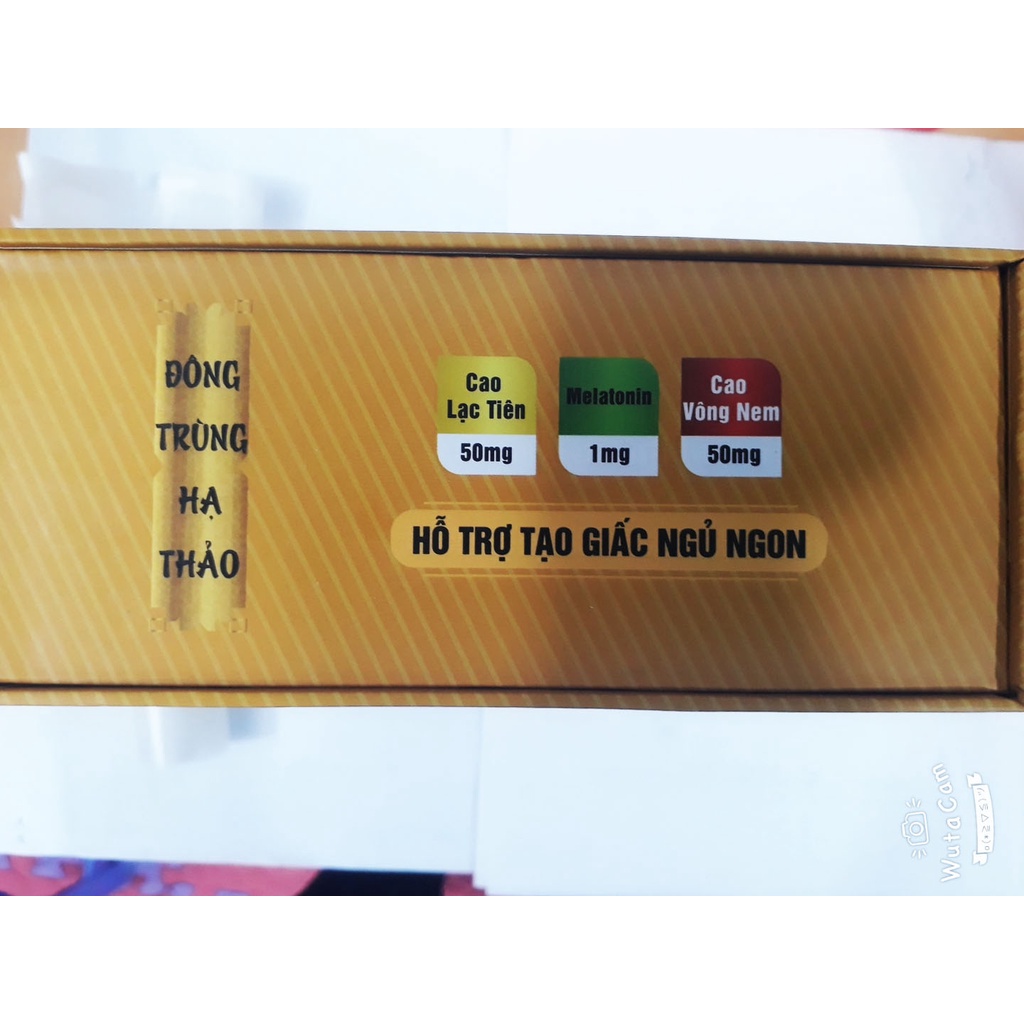 ĐÔNG
TRÙNG
HẠ
THẢO
Cao
Lạc Tiên
50mg
Melatonin
1mg
Cao
Vông Nem
50mg
HỖ TRỢ TẠO GIẤC NGỦ NGON
WutaCam